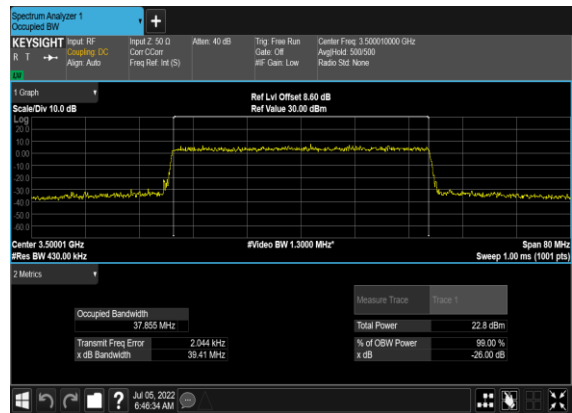 Spectrum Analyzer 1
Occupied BW
+
KEYSIGHT Input: RF Input Z: 50 Ω Atten: 40 dB Trig: Free Run Center Freq: 3.500010000 GHz
R T Coupling: DC Corr CCorr Gate: Off Avg|Hold: 500/500
Align: Auto Freq Ref: Int (S) #IF Gain: Low Radio Std: None
LW
1 Graph
Ref Lvl Offset 8.60 dB
Scale/Div 10.0 dB Ref Value 30.00 dBm
Log
20.0
10.0
0.00
-10.0
-20.0
-30.0
-40.0
-50.0
-60.0
Center 3.50001 GHz #Video BW 1.3000 MHz* Span 80 MHz
#Res BW 430.00 kHz Sweep 1.00 ms (1001 pts)
2 Metrics
Measure Trace Trace 1
Occupied Bandwidth
37.855 MHz Total Power 22.8 dBm
Transmit Freq Error 2.044 kHz % of OBW Power 99.00 %
x dB Bandwidth 39.41 MHz x dB -26.00 dB
? Jul 05, 2022
6:46:34 AM